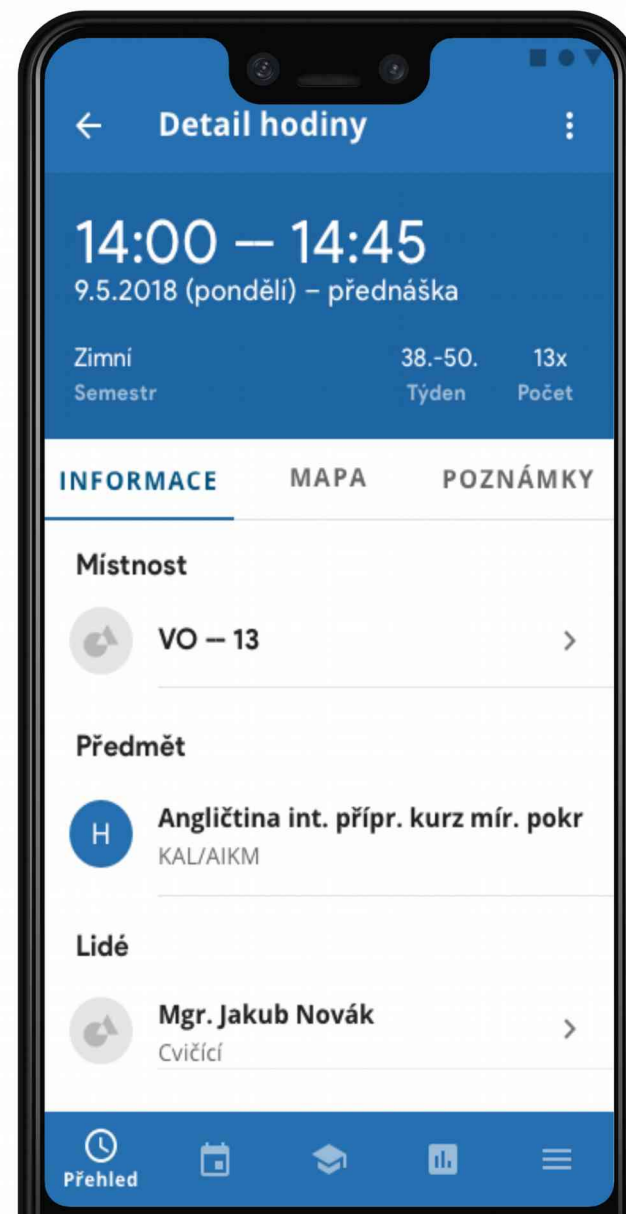 Detail hodiny
14:00 — 14:45
9.5.2018 (pondělí) – přednáška
Zimní 38.-50. 13x
Semestr Týden Počet
INFORMACE MAPA POZNÁMKY
Místnost
VO — 13
Předmět
H
Angličtina int. přípr. kurz mír. pokr
KAL/AIKM
Lidé
Mgr. Jakub Novák
Cvičící
Přehled